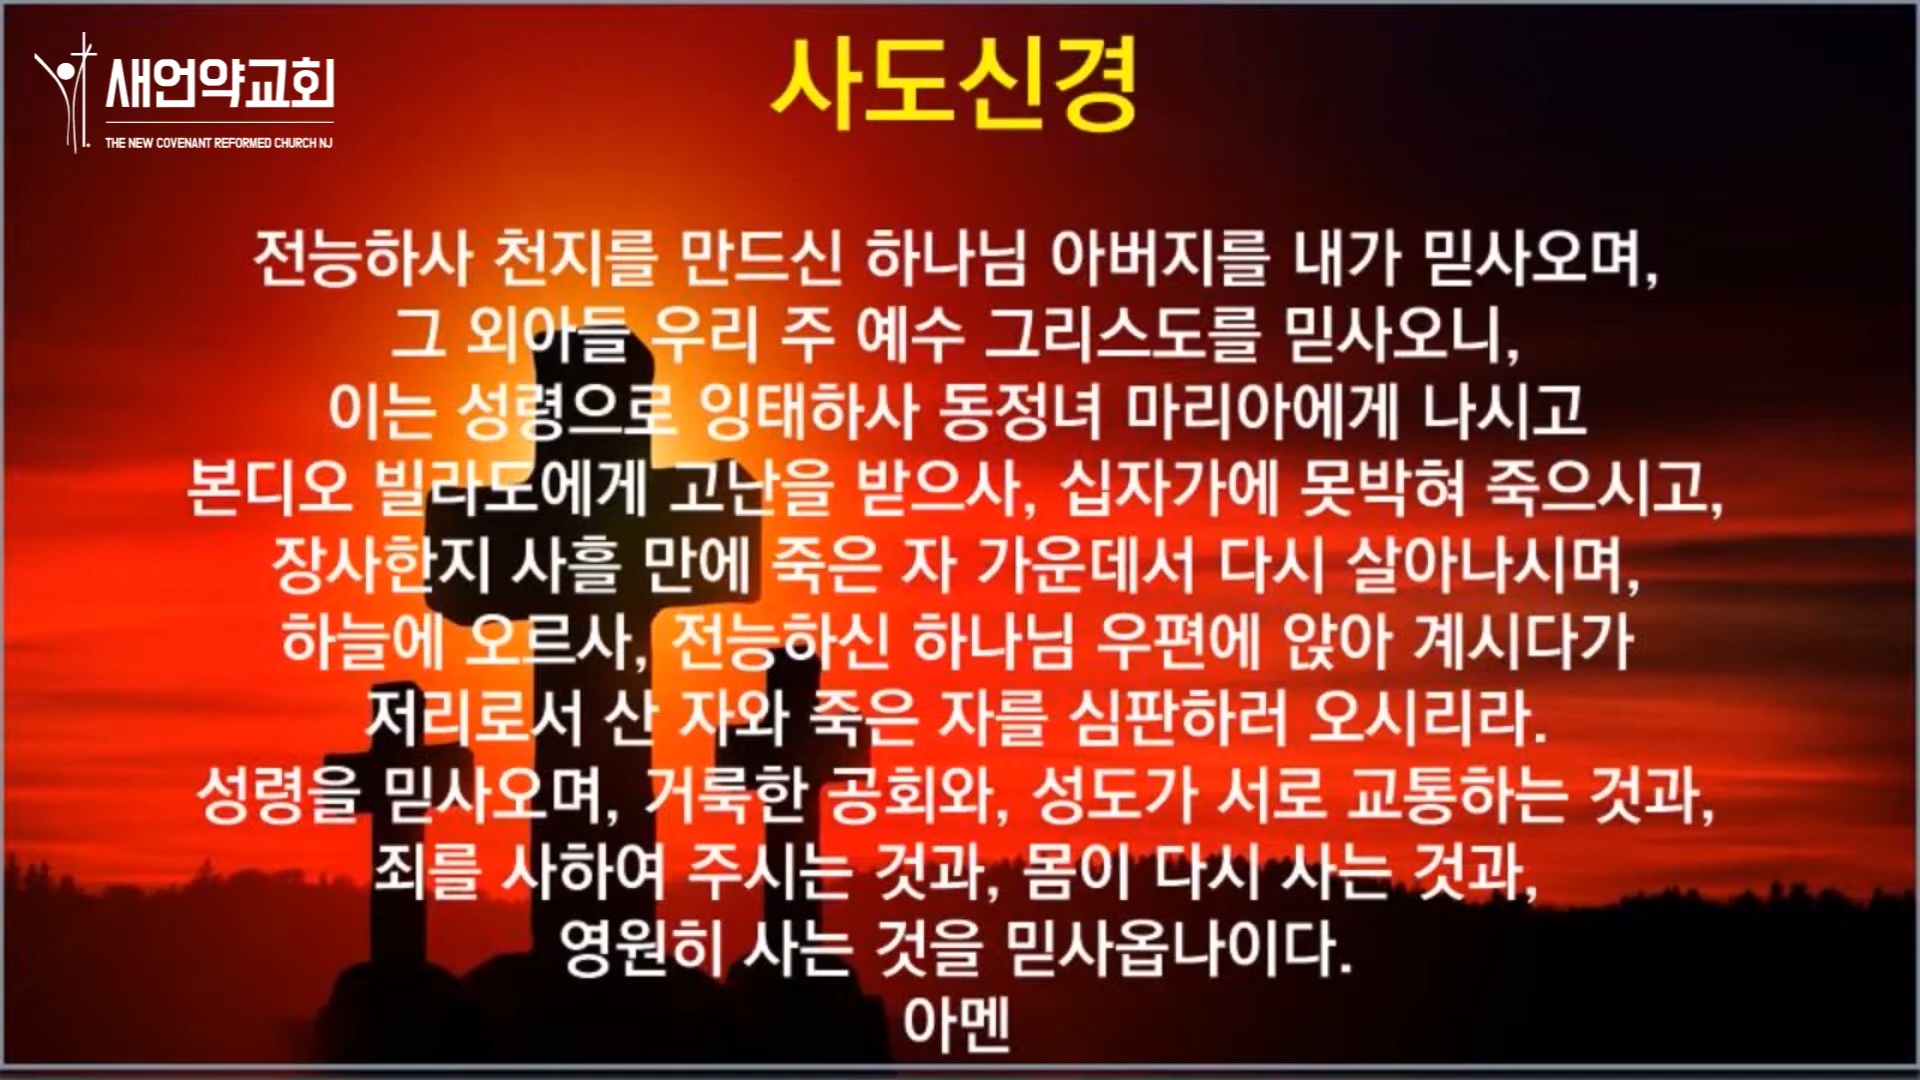 새언약교회
THE NEW COVENANT REFORMED CHURCH NJ
사도신경
전능하사 천지를 만드신 하나님 아버지를 내가 믿사오며,
그 외아들 우리 주 예수 그리스도를 믿사오니,
이는 성령으로 잉태하사 동정녀 마리아에게 나시고
본디오 빌라도에게 고난을 받으사, 십자가에 못박혀 죽으시고,
장사한지 사흘 만에 죽은 자 가운데서 다시 살아나시며,
하늘에 오르사, 전능하신 하나님 우편에 앉아 계시다가
저리로서 산 자와 죽은 자를 심판하러 오시리라.
성령을 믿사오며, 거룩한 공회와, 성도가 서로 교통하는 것과,
죄를 사하여 주시는 것과, 몸이 다시 사는 것과,
영원히 사는 것을 믿사옵나이다.
아멘